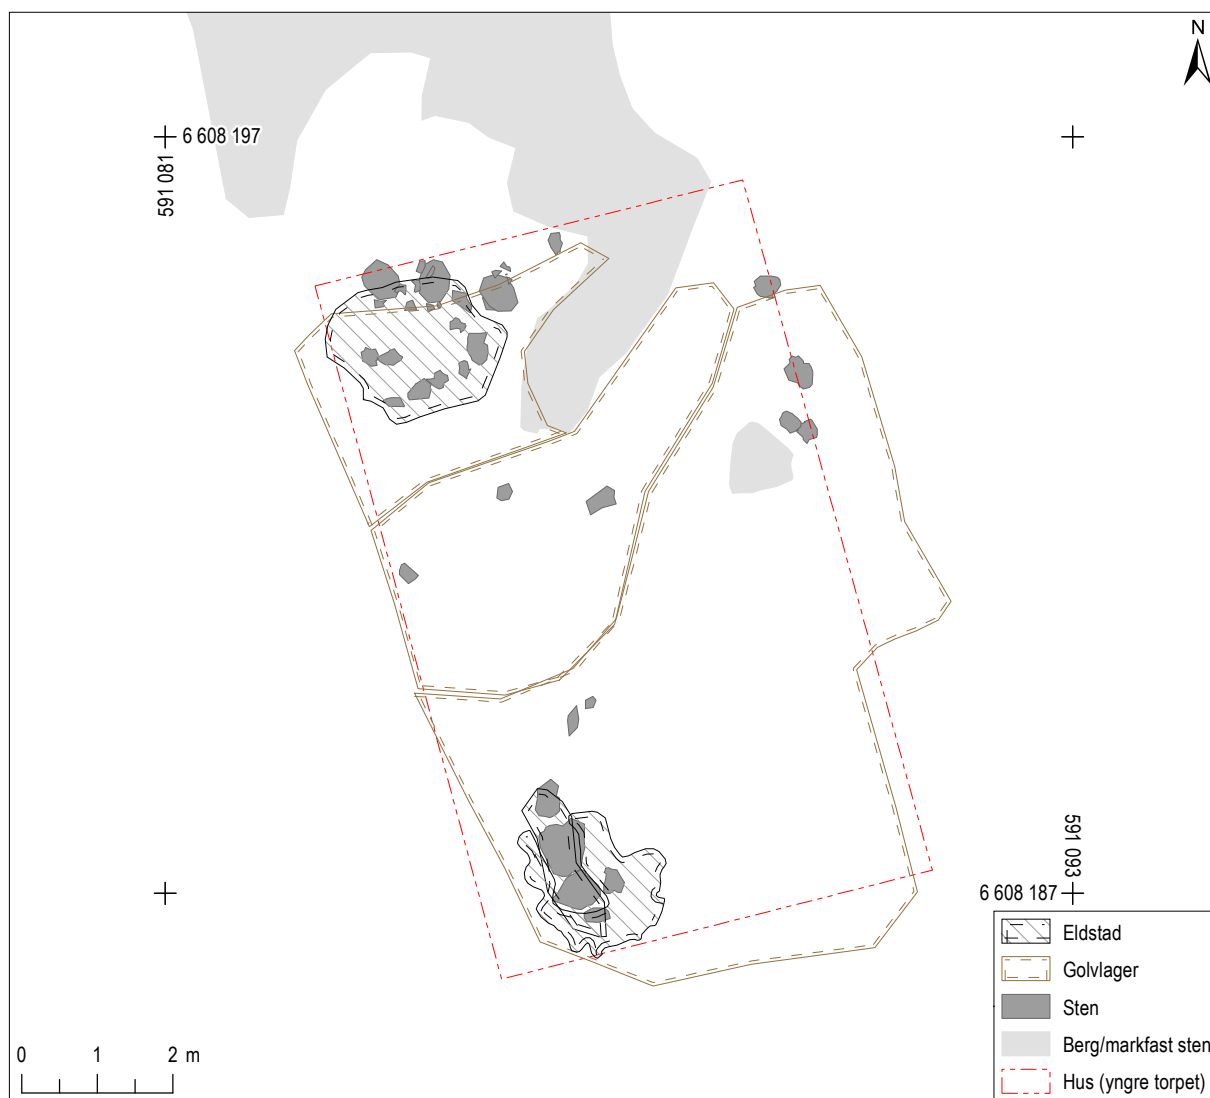 N
6 608 197
591 081
591 093
6 608 187
Eldstad
Golvlager
Sten
Berg/markfast sten
Hus (yngre torpet)
0 1 2 m